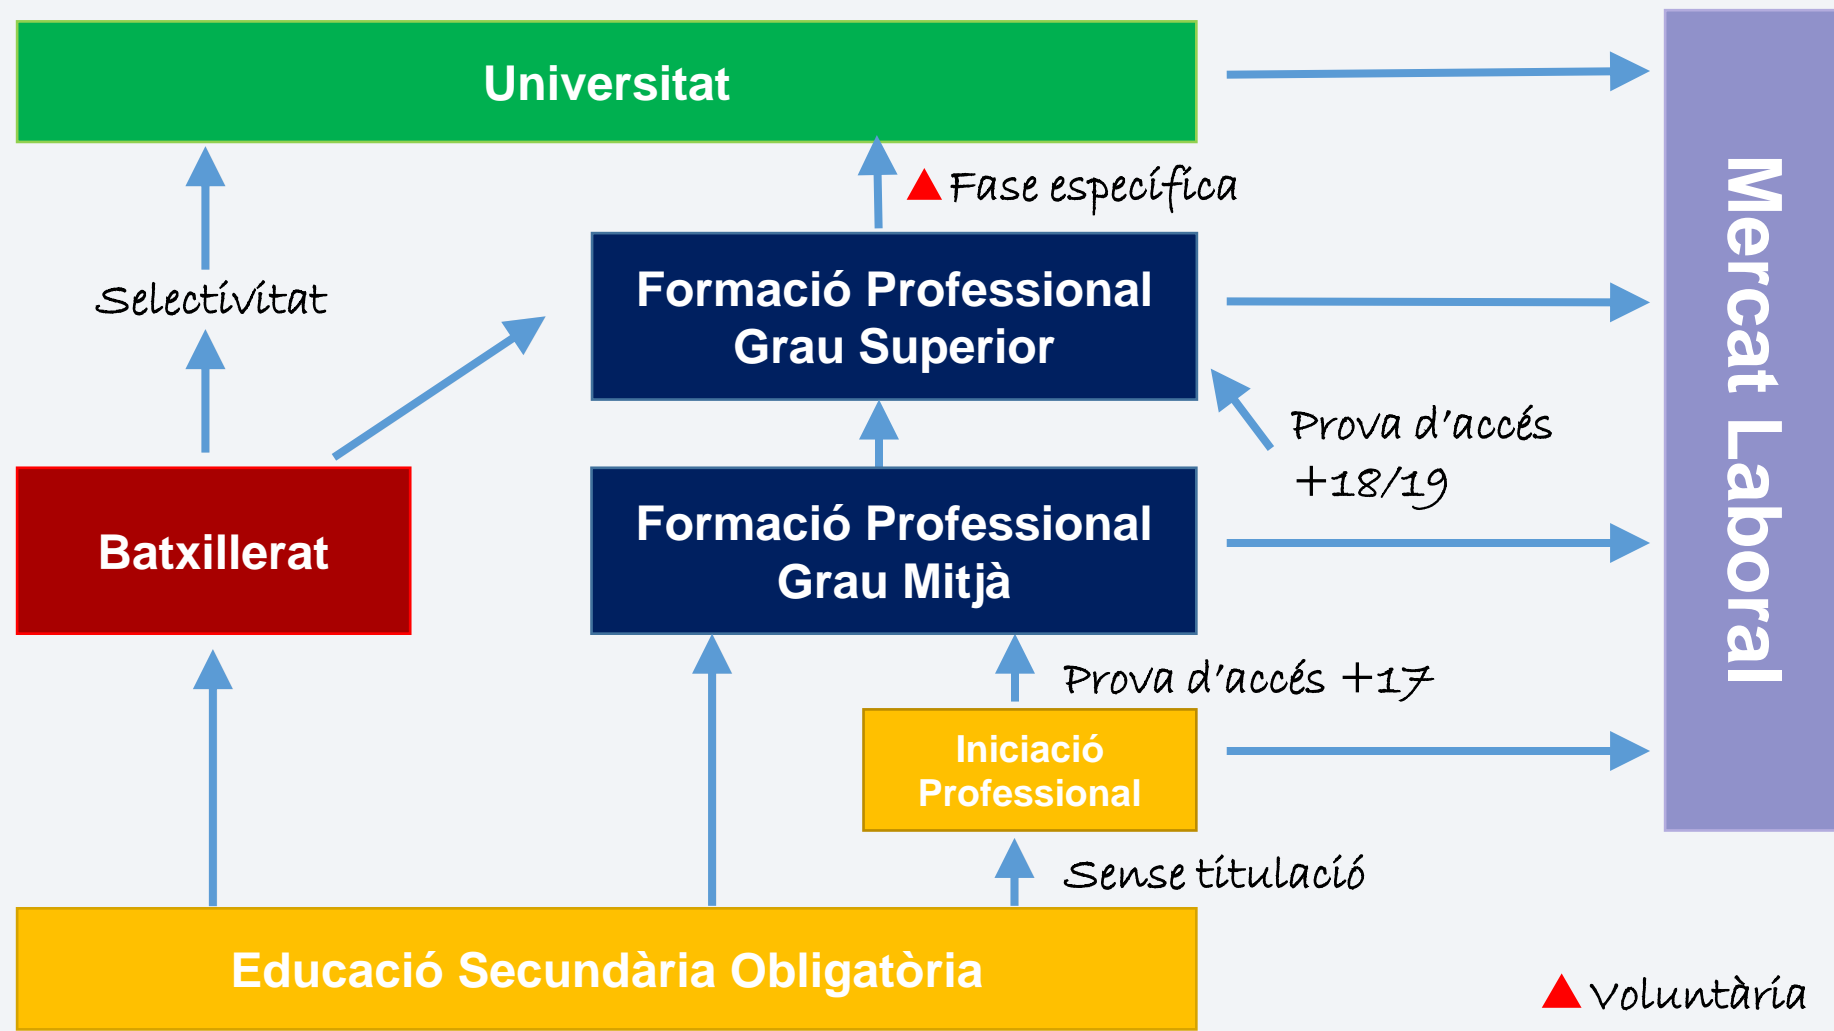 Universitat
▲ Fase específica
Formació Professional
Grau Superior
Selectivitat
Prova d'accés
+18/19
Batxillerat
Formació Professional
Grau Mitjà
Prova d'accés +17
Iniciació
Professional
Sense titulació
Educació Secundària Obligatòria
Mercat Laboral
▲ Voluntària